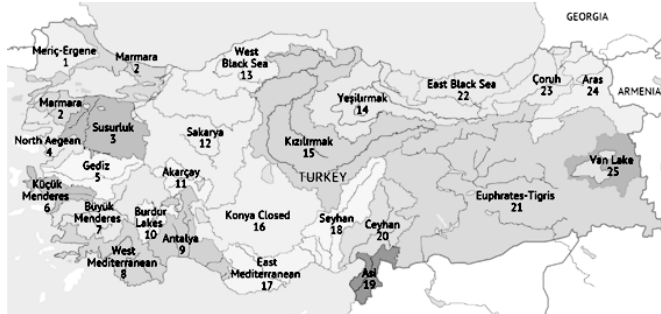 GEORGIA
Meriç-Ergene
1
Marmara
2
West
Black Sea
13
East Black Sea
22
Çoruh
23
Aras
24
ARMENIA
Marmara
2
Susurluk
3
Yeşilırmak
14
North Aegean
4
Sakarya
12
Kızılırmak
15
Van Lake
25
Gediz
5
Akarçay
11
TURKEY
Küçük
Menderes
6
Büyük
Menderes
7
Burdur
Lakes
10
Konya Closed
16
Seyhan
18
Ceyhan
20
Euphrates-Tigris
21
Antalya
9
West
Mediterranean
8
East
Mediterranean
17
Asi
19